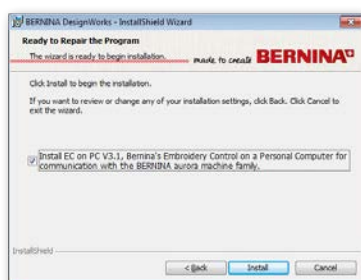 BERNINA DesignWorks - InstallShield Wizard
Ready to Repair the Program
The wizard is ready to begin installation.
made to create BERNINA
Click Install to begin the installation.
If you want to review or change any of your installation settings, click Back. Click Cancel to
exit the wizard.
Install EC on PC V3.1, Bernina's Embroidery Control on a Personal Computer for
communication with the BERNINA aurora machine family.
InstallShield
< Back
Install
Cancel